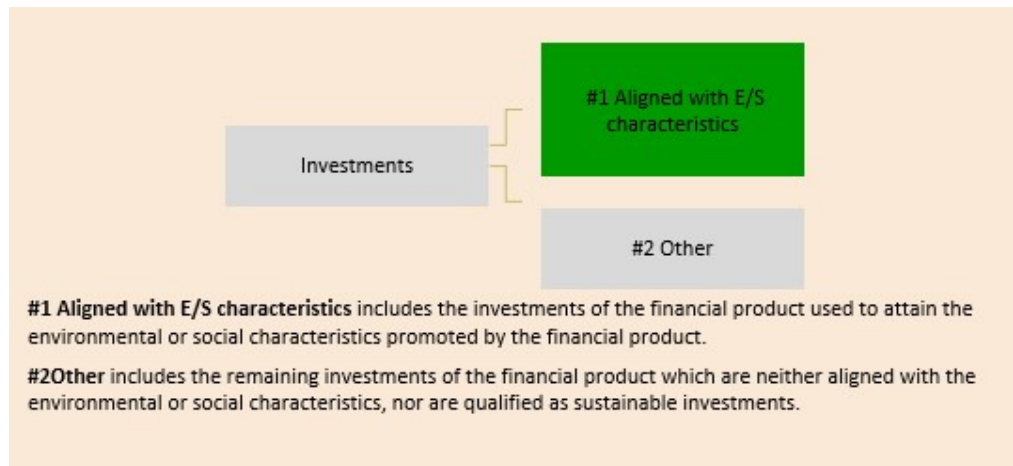 #1 Aligned with E/S
characteristics
Investments
#2 Other
#1 Aligned with E/S characteristics includes the investments of the financial product used to attain the
environmental or social characteristics promoted by the financial product.
#2Other includes the remaining investments of the financial product which are neither aligned with the
environmental or social characteristics, nor are qualified as sustainable investments.